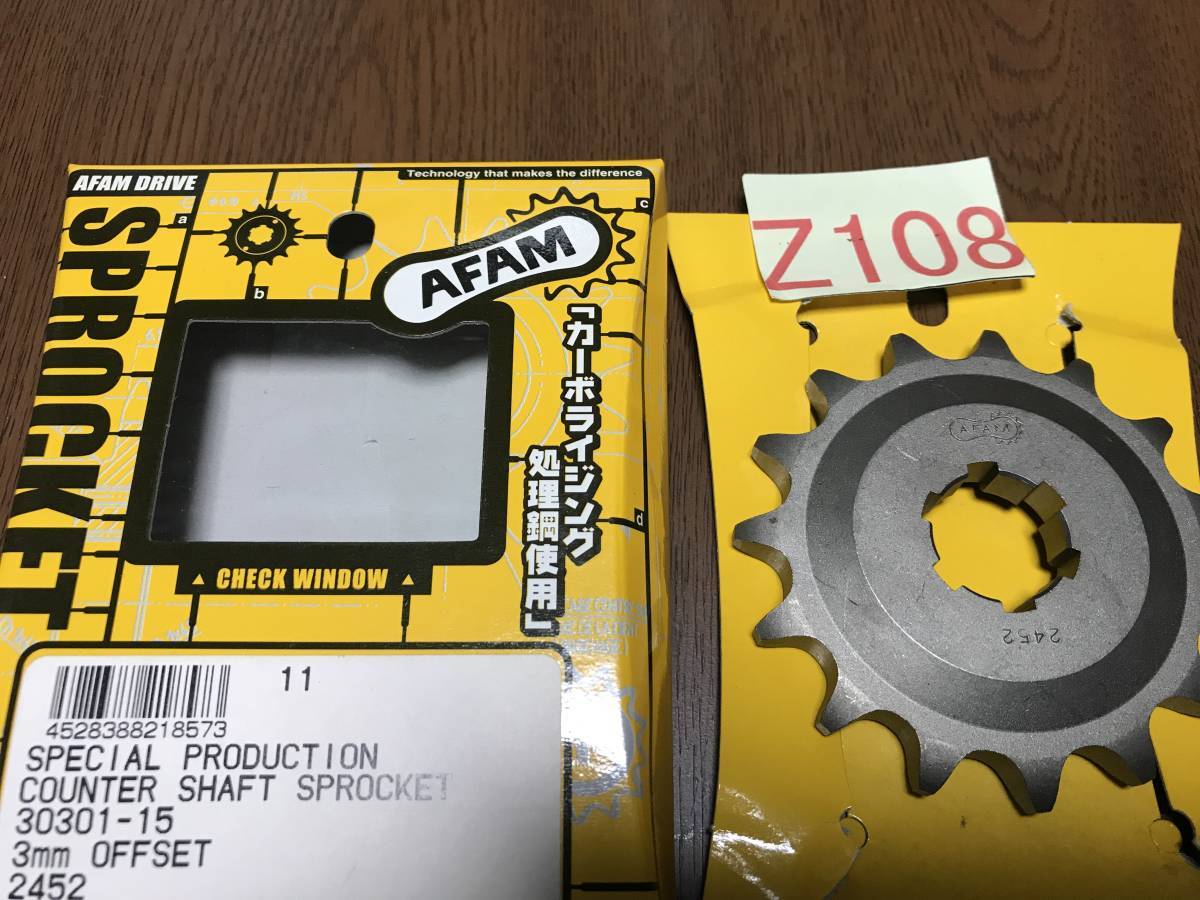 AFAM DRIVE
Technology that makes the difference
SPROCKET
AFAM
a
b
c
d
「カーボライジング
処理鋼使用」
CHECK WINDOW
11
4528388218573
SPECIAL PRODUCTION
COUNTER SHAFT SPROCKET
30301-15
3mm OFFSET
2452
Z108
AFAM
2452